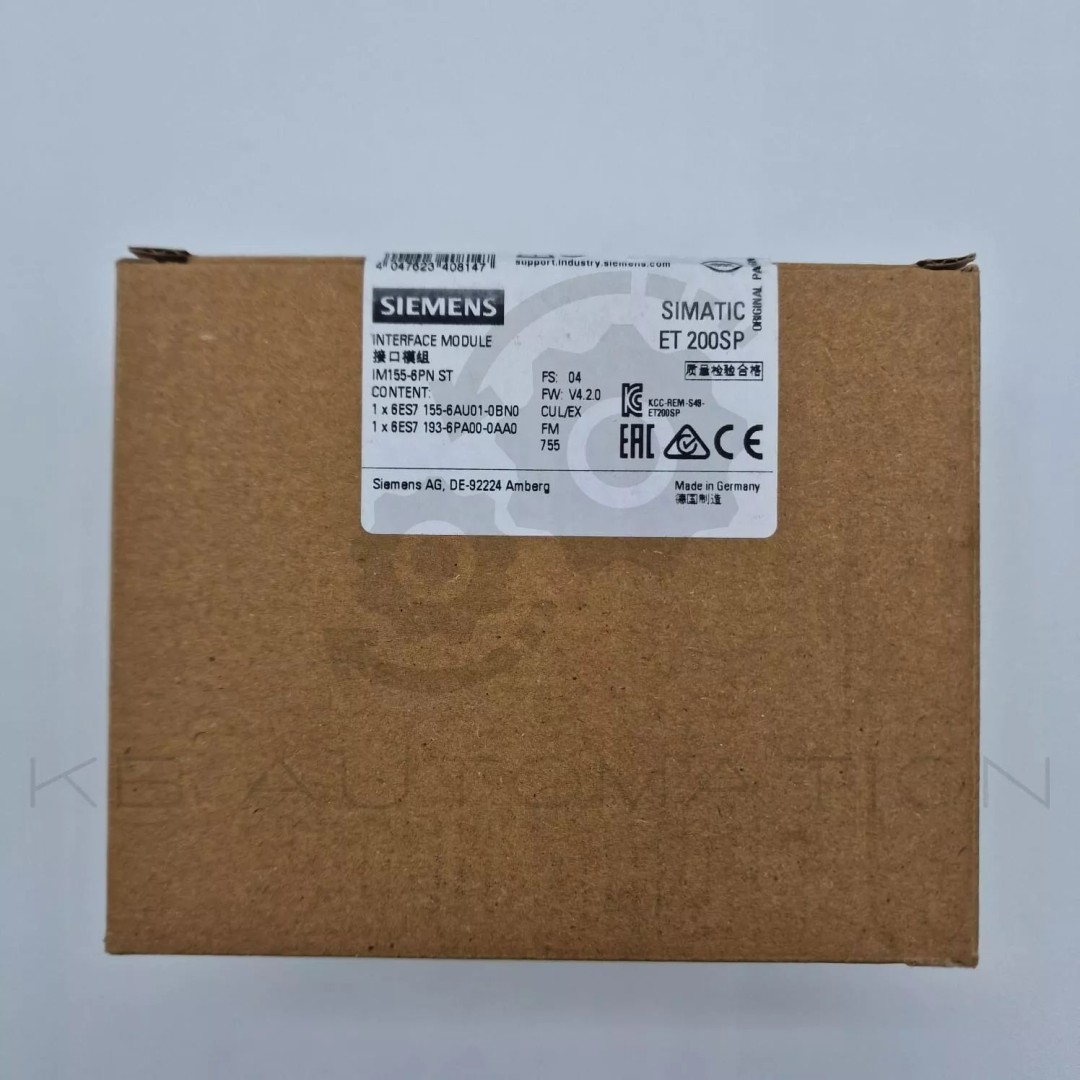 4 047623 408147
support.industry.siemens.com
SIEMENS
SIMATIC
ET 200SP
ORIGINAL
INTERFACE MODULE
接口模组
IM155-6PN ST
CONTENT:
1 x 6ES7 155-6AU01-0BN0
1 x 6ES7 193-6PA00-0AA0
FS: 04
FW: V4.2.0
CUL/EX
FM
755
质量检验合格
KCC-REM-S49-
ET200SP
EAC
CE
Siemens AG, DE-92224 Amberg
Made in Germany
德国制造
KB AUTOMATION